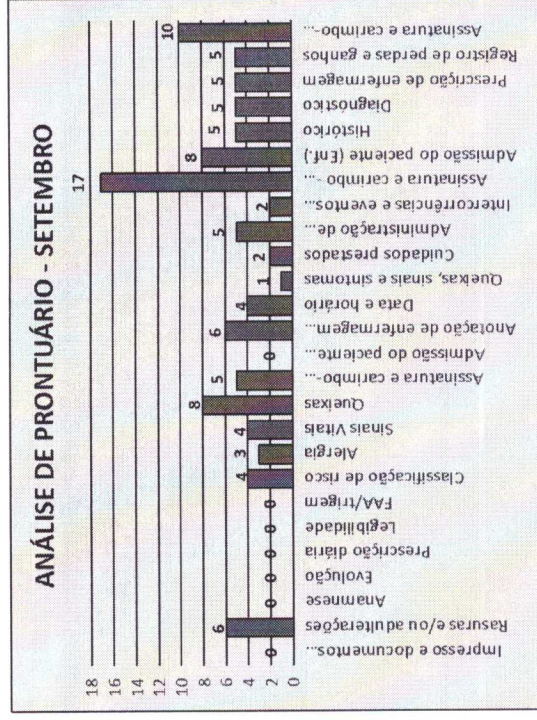 ANÁLISE DE PRONTUÁRIO - SETEMBRO
18
16
14
12
10
8
6
4
2
0
0
6
0
0
0
0
0
4
3
4
8
5
0
6
4
1
2
5
2
17
8
5
5
5
5
10
Impresso e documentos...
Rasuras e/ou adulterações
Anamnese
Evolução
Prescrição diária
Legibilidade
FAA/trigem
Classificação de risco
Alergia
Sinais Vitais
Queixas
Assinatura e carimbo-...
Admissão do paciente...
Anotação de enfermagem...
Data e horário
Queixas, sinais e sintomas
Cuidados prestados
Administração de...
Intercorrências e eventos...
Assinatura e carimbo -...
Admissão do paciente (Enf.)
Histórico
Diagnóstico
Prescrição de enfermagem
Registro de perdas e ganhos
Assinatura e carimbo-...